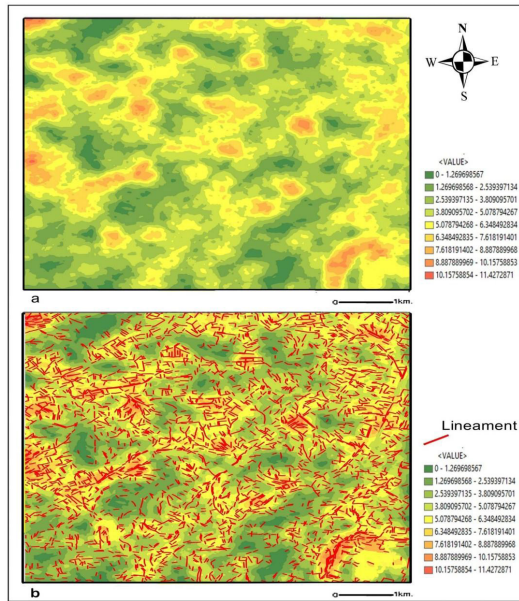 N
W E
S
<VALUE>
0 - 1.269698567
1.269698568 - 2.539397134
2.539397135 - 3.809095701
3.809095702 - 5.078794267
5.078794268 - 6.348492834
6.348492835 - 7.618191401
7.618191402 - 8.887889968
8.887889969 - 10.15758853
10.15758854 - 11.4272871
a
0 1km.
Lineament
<VALUE>
0 - 1.269698567
1.269698568 - 2.539397134
2.539397135 - 3.809095701
3.809095702 - 5.078794267
5.078794268 - 6.348492834
6.348492835 - 7.618191401
7.618191402 - 8.887889968
8.887889969 - 10.15758853
10.15758854 - 11.4272871
b
0 1km.